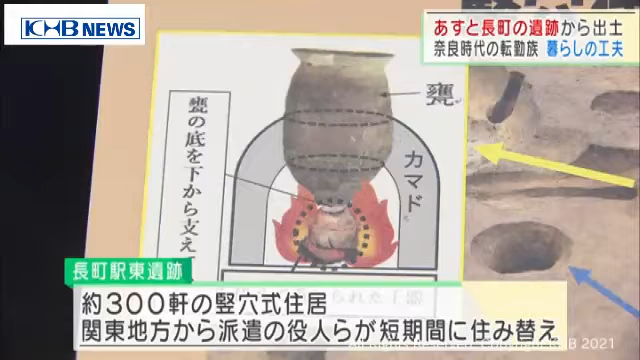 KHB NEWS
あすと長町の遺跡から出土
奈良時代の転勤族 暮らしの工夫
甕
カマド
甕の底を下から支え
長町駅東遺跡
約300軒の竪穴式住居
関東地方から派遣の役人らが短期間に住み替え
All Rights Reserved. Copyright KHB 2021